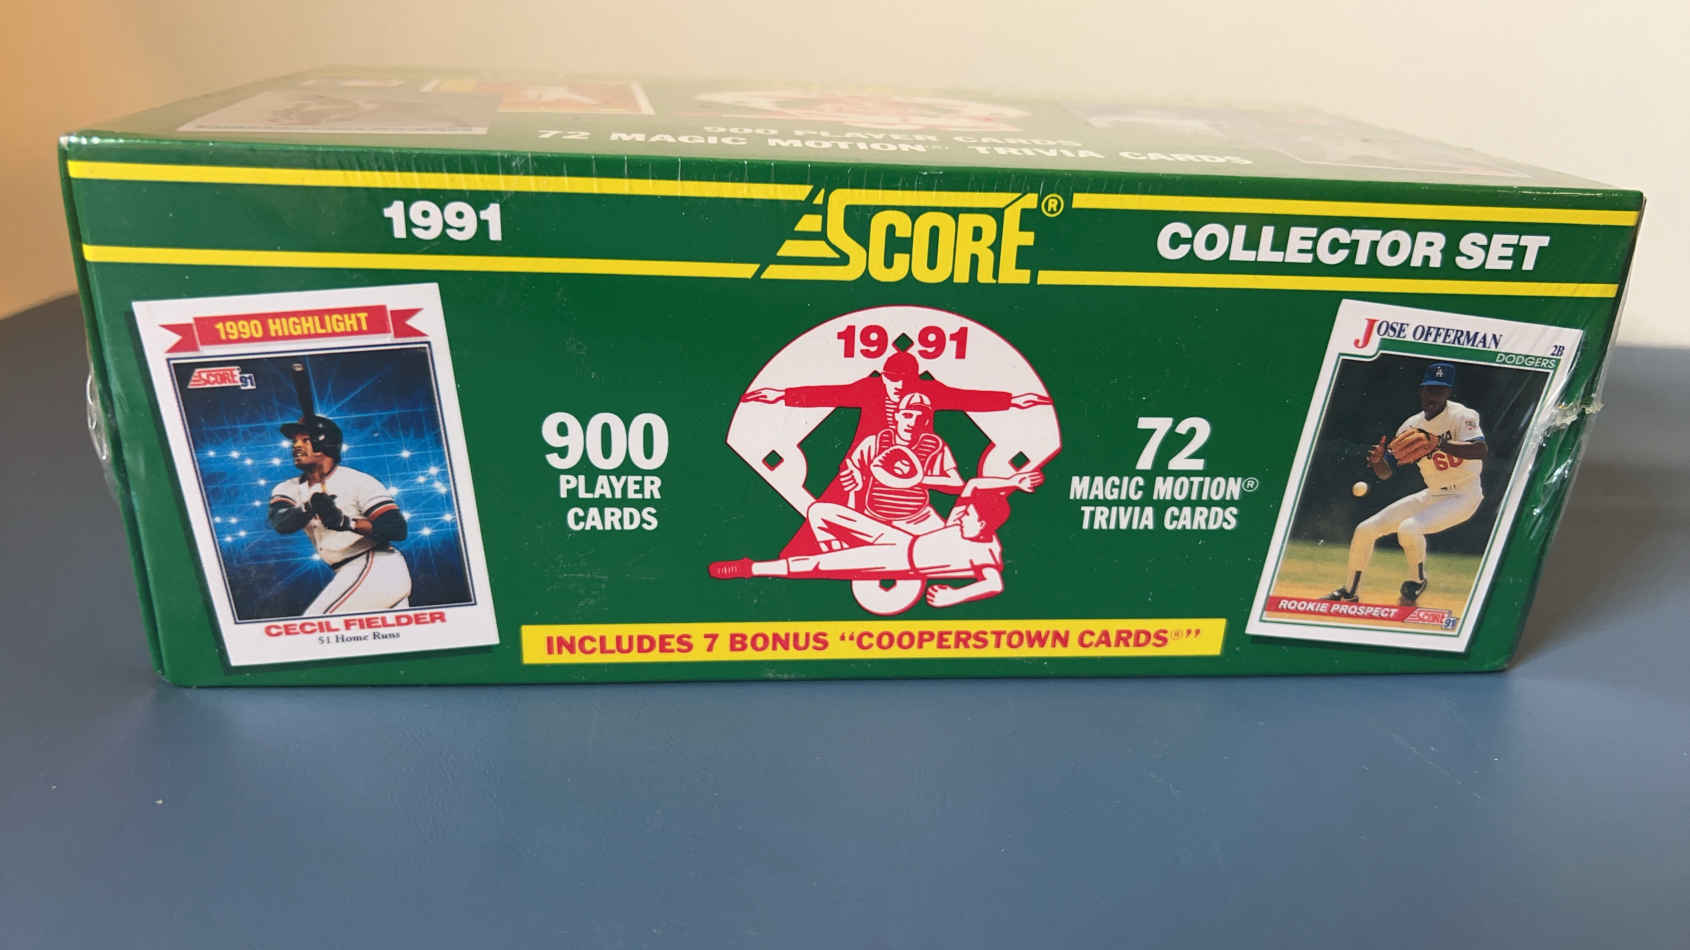 900 PLAYER CARDS
72 MAGIC MOTION® TRIVIA CARDS
1991
SCORE®
COLLECTOR SET
1990 HIGHLIGHT
SCORE 91
CECIL FIELDER
51 Home Runs
900
PLAYER
CARDS
19 91
72
MAGIC MOTION®
TRIVIA CARDS
INCLUDES 7 BONUS “COOPERSTOWN CARDS®”
JOSE OFFERMAN
2B
DODGERS
LA
60
ROOKIE PROSPECT
SCORE 91